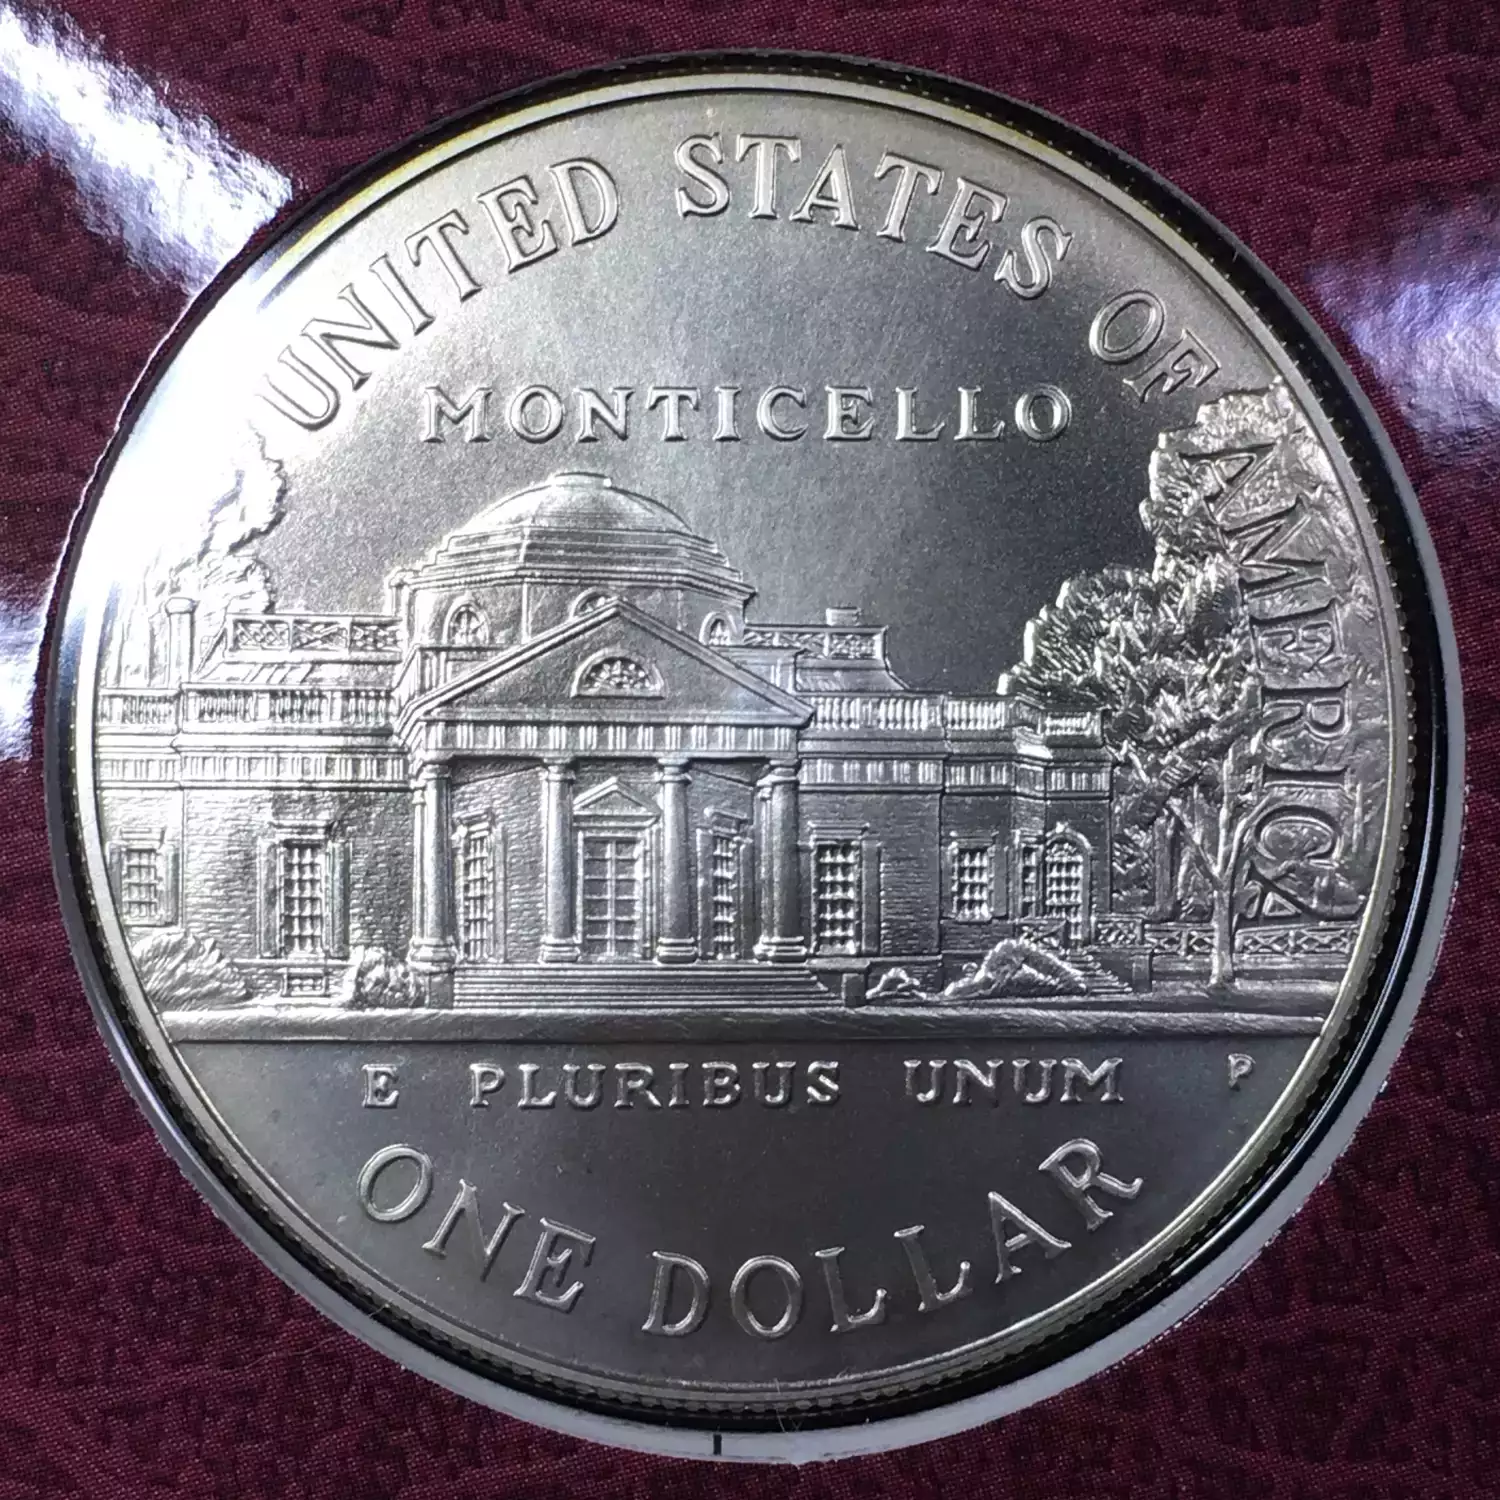 UNITED STATES OF AMERICA
MONTICELLO
E PLURIBUS UNUM P
ONE DOLLAR